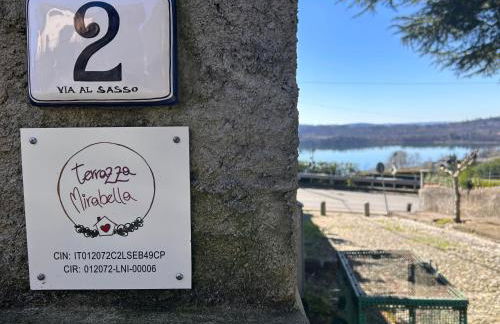 2
VIA AL SASSO
Terrazza
Mirabella
CIN: IT012072C2LSEB49CP
CIR: 012072-LNI-00006